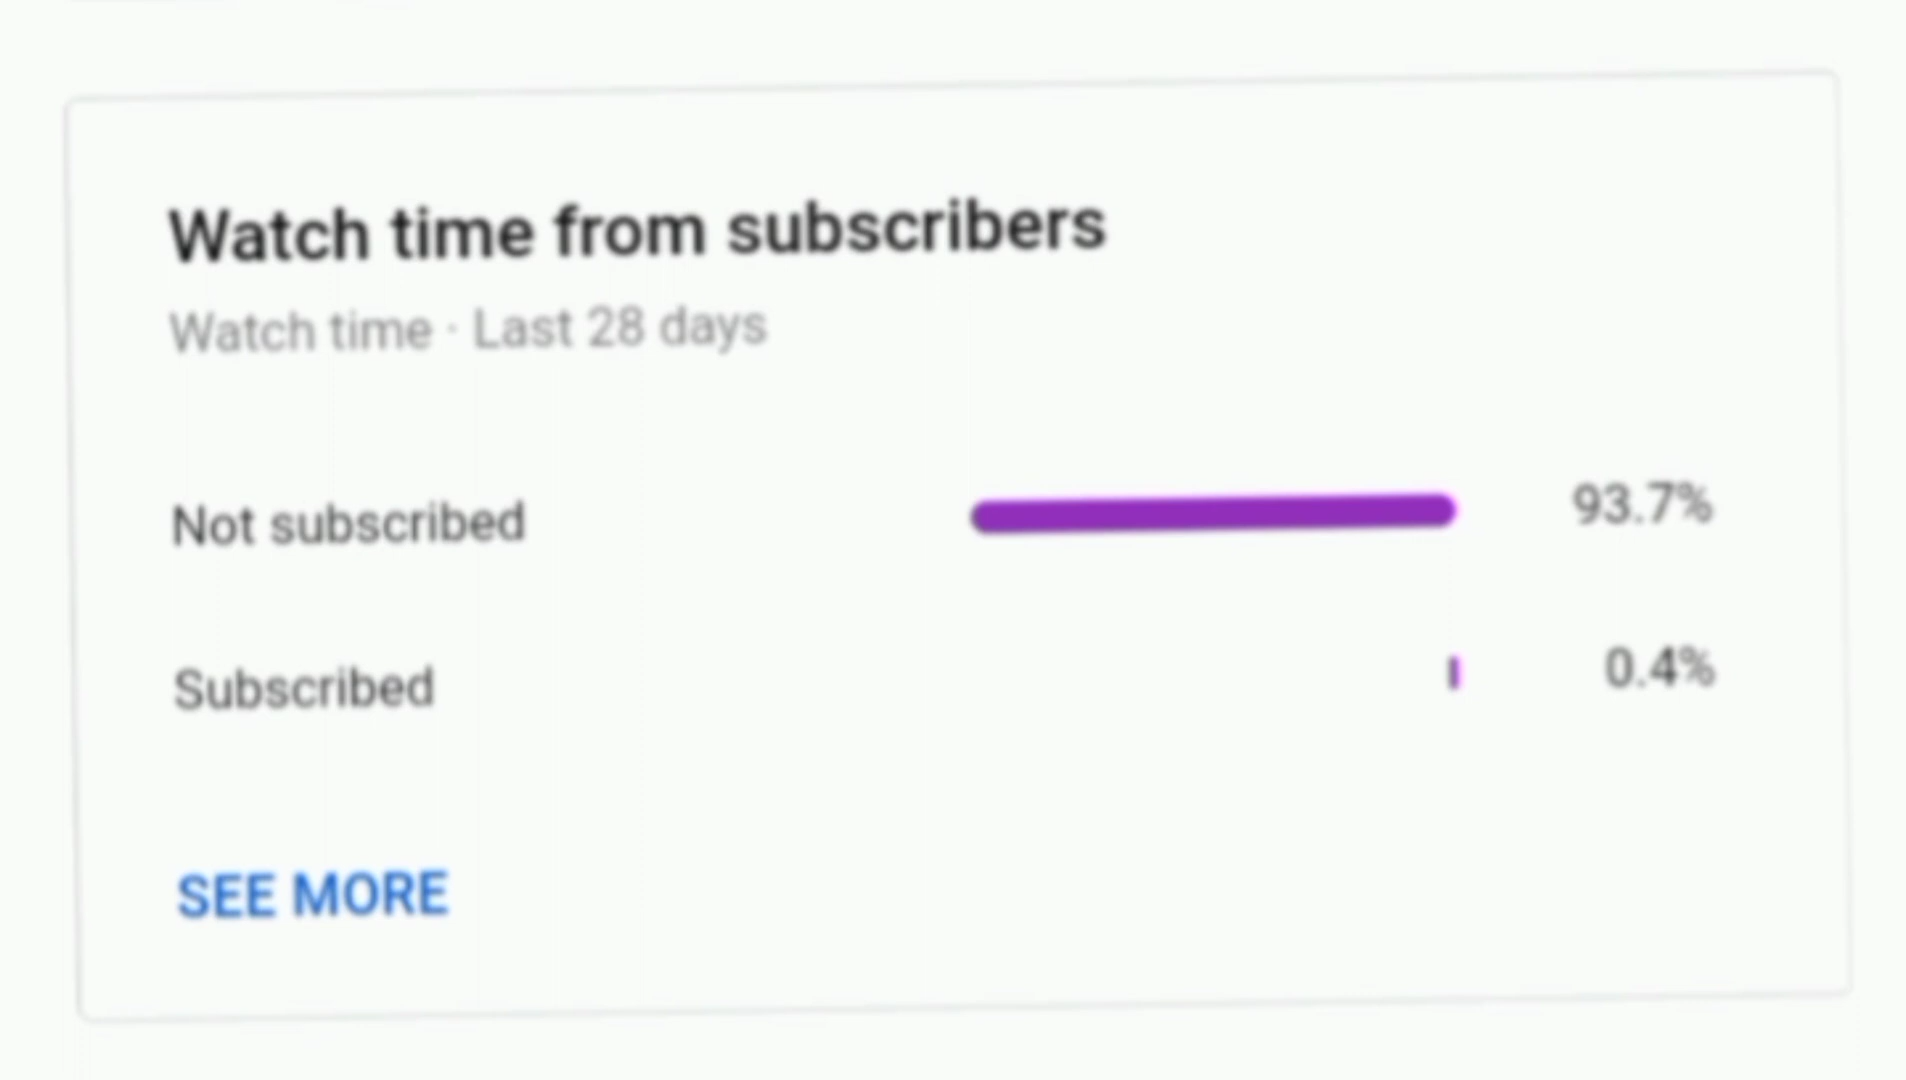 Watch time from subscribers
Watch time · Last 28 days
Not subscribed 93.7%
Subscribed 0.4%
SEE MORE